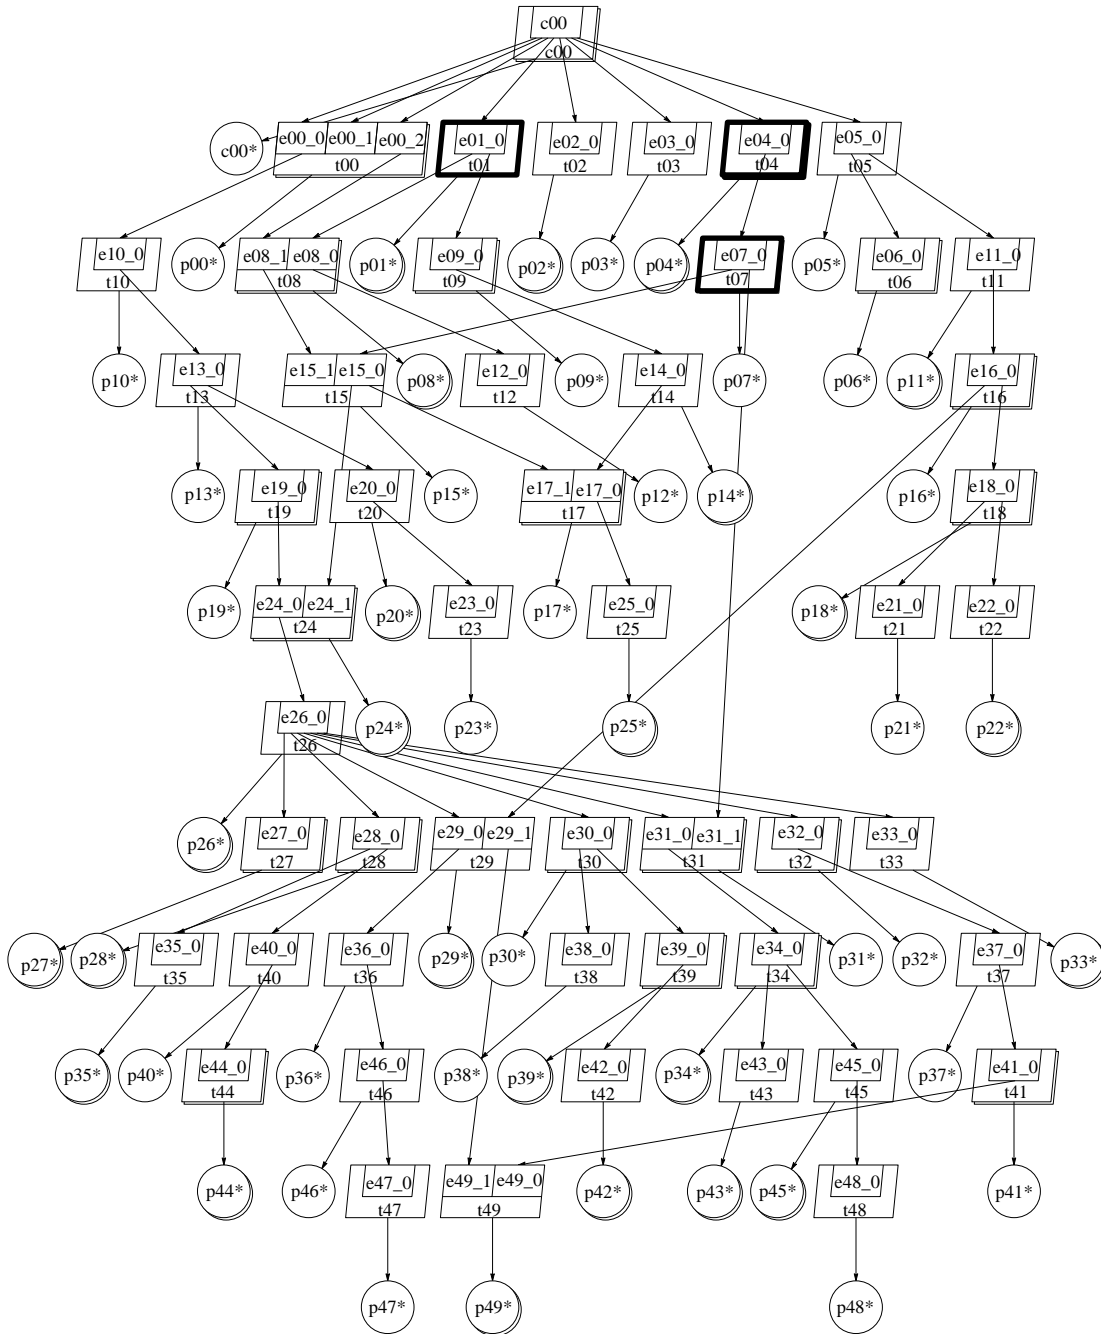 c00
c00
c00* e00_0 e00_1 e00_2 e01_0 e02_0 e03_0 e04_0 e05_0
t00 t01 t02 t03 t04 t05
e10_0 p00* e08_1 e08_0 p01* e09_0 p02* p03* p04* e07_0 p05* e06_0 e11_0
t10 t08 t09 t07 t06 t11
p10* e13_0 e15_1 e15_0 p08* e12_0 p09* e14_0 p07* p06* p11* e16_0
t13 t15 t12 t14 t16
p13* e19_0 e20_0 p15* e17_1 e17_0 p12* p14* p16* e18_0
t19 t20 t17 t18
p19* e24_0 e24_1 p20* e23_0 p17* e25_0 p18* e21_0 e22_0
t24 t23 t25 t21 t22
e26_0 p24* p23* p25* p21* p22*
t26
p26* e27_0 e28_0 e29_0 e29_1 e30_0 e31_0 e31_1 e32_0 e33_0
t27 t28 t29 t30 t31 t32 t33
p27* p28* e35_0 e40_0 e36_0 p29* p30* e38_0 e39_0 e34_0 p31* p32* e37_0 p33*
t35 t40 t36 t38 t39 t34 t37
p35* p40* e44_0 p36* e46_0 p38* p39* e42_0 p34* e43_0 e45_0 p37* e41_0
t44 t46 t42 t43 t45 t41
p44* p46* e47_0 e49_1 e49_0 p42* p43* p45* e48_0 p41*
t47 t49 t48
p47* p49* p48*